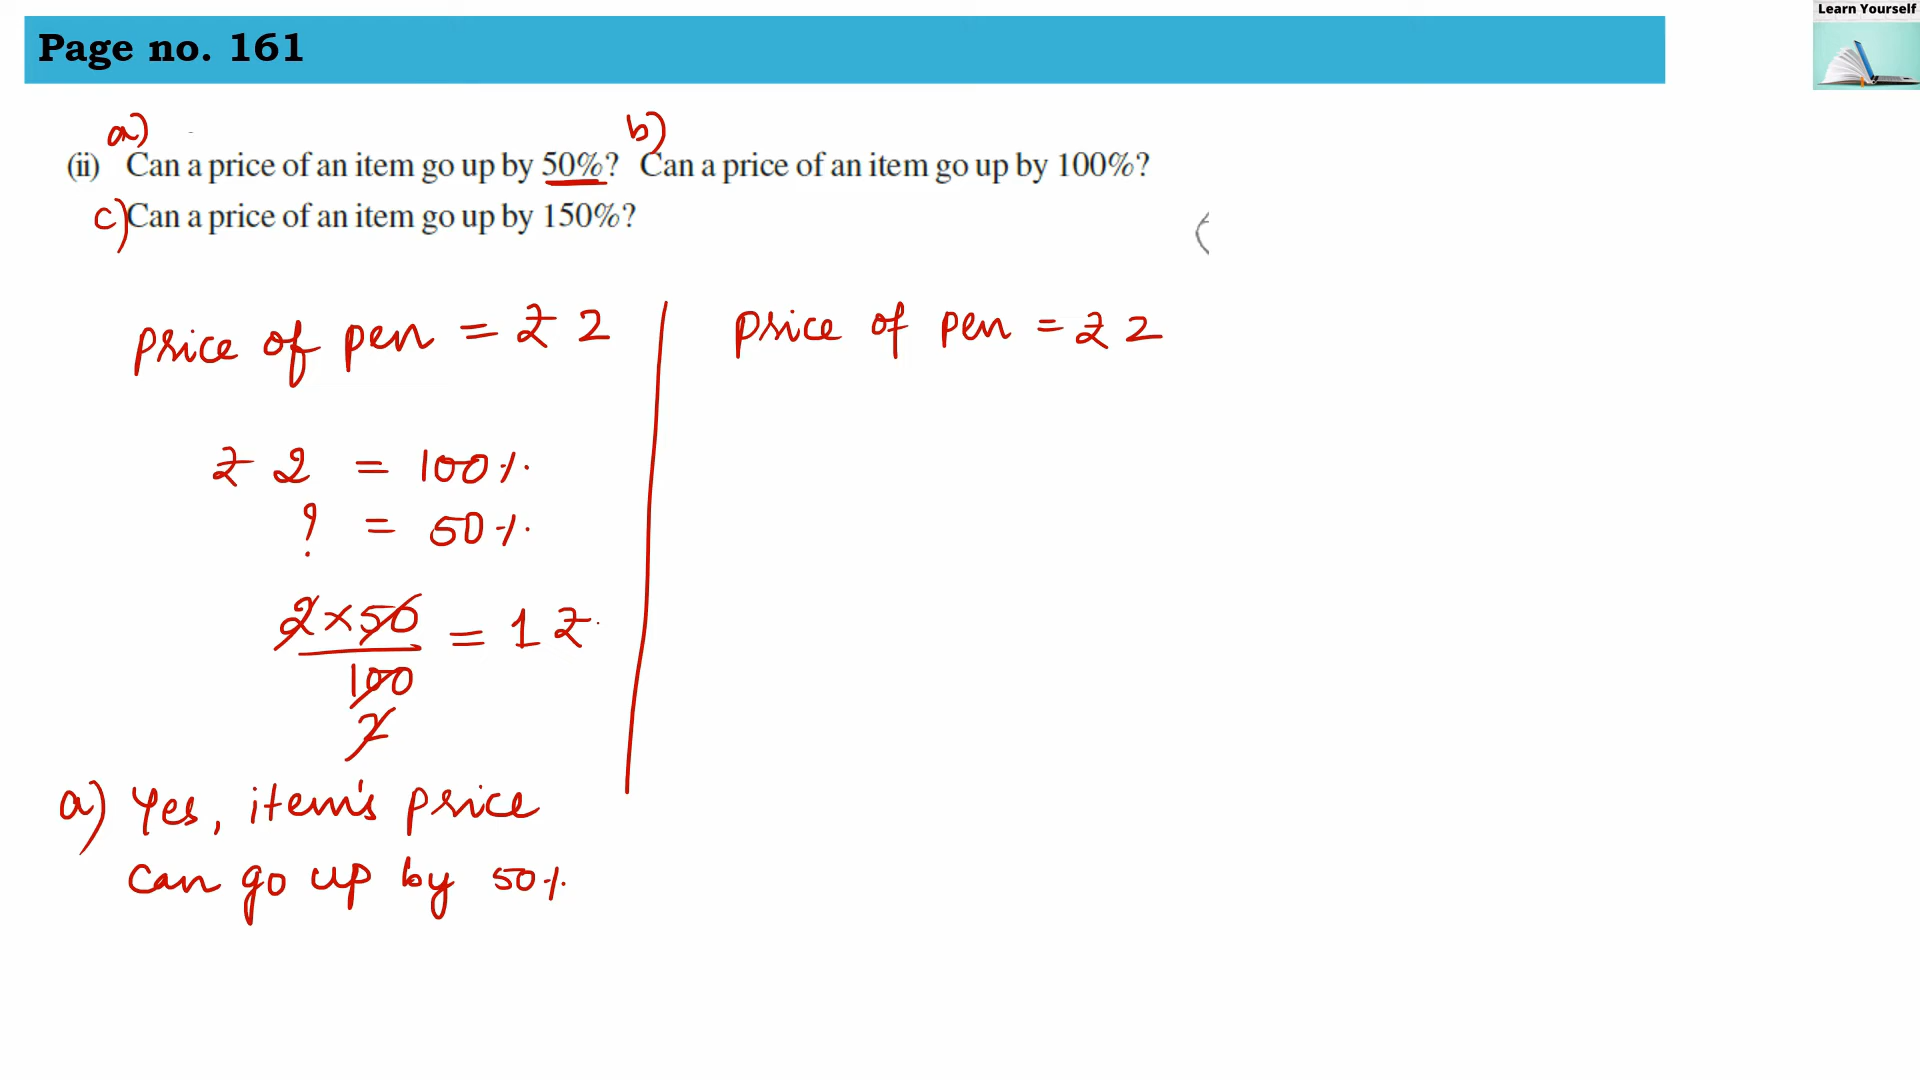 Learn Yourself
Page no. 161
a) b)
(ii) Can a price of an item go up by 50%? Can a price of an item go up by 100%?
c) Can a price of an item go up by 150%?
price of pen = ₹ 2
₹ 2 = 100%
? = 50%
2 × 50
100
2
= 1 ₹
a) Yes, item's price
can go up by 50%
price of pen = ₹ 2